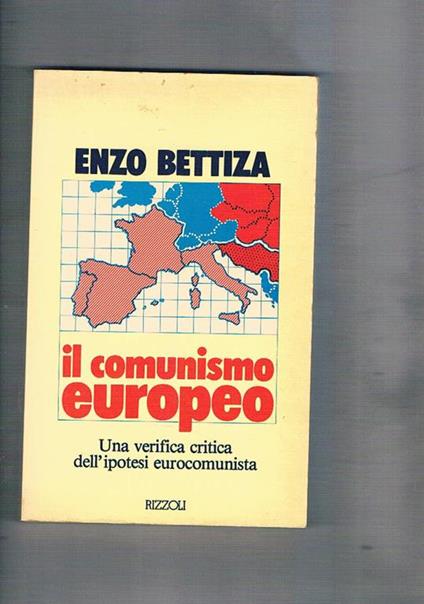 ENZO BETTIZA
il comunismo
europeo
Una verifica critica
dell'ipotesi eurocomunista
RIZZOLI